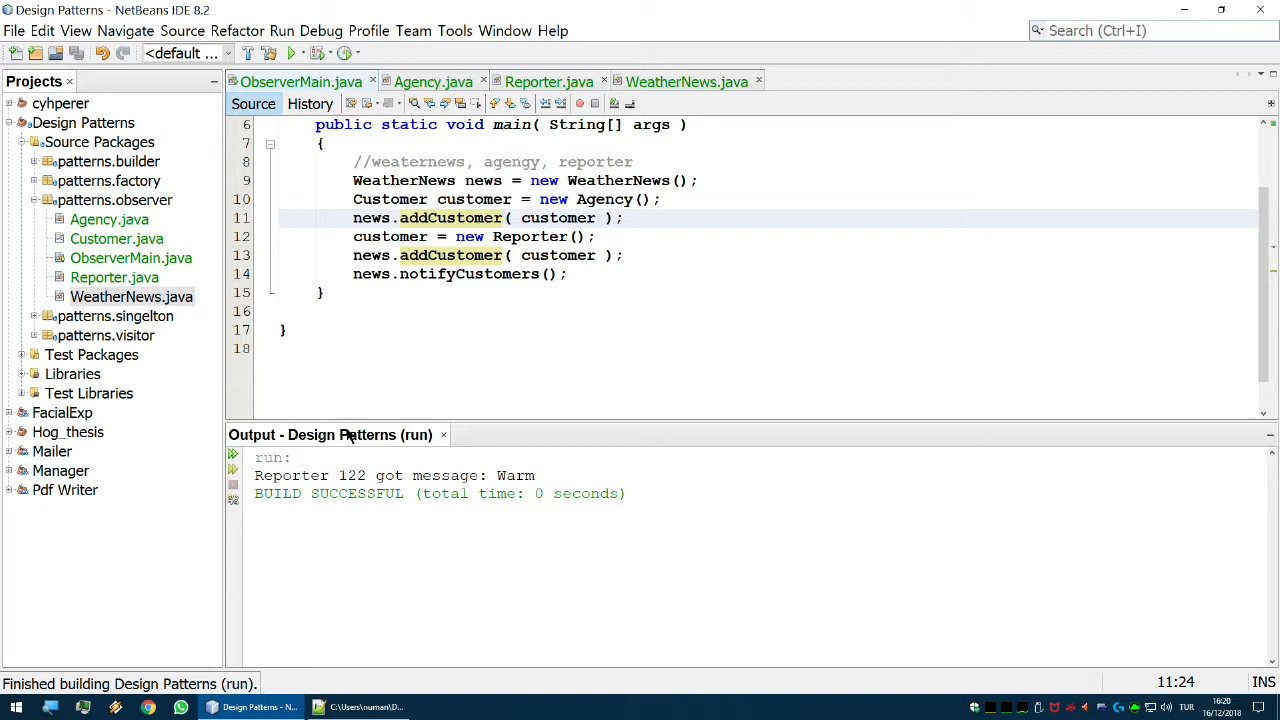 Design Patterns - NetBeans IDE 8.2
File Edit View Navigate Source Refactor Run Debug Profile Team Tools Window Help
Search (Ctrl+I)
<default ...
Projects
ObserverMain.java
Agency.java
Reporter.java
WeatherNews.java
Source
History
cyhperer
Design Patterns
Source Packages
patterns.builder
patterns.factory
patterns.observer
Agency.java
Customer.java
ObserverMain.java
Reporter.java
WeatherNews.java
patterns.singelton
patterns.visitor
Test Packages
Libraries
Test Libraries
FacialExp
Hog_thesis
Mailer
Manager
Pdf Writer
6 public static void main( String[] args )
7 {
8 //weaternews, agengy, reporter
9 WeatherNews news = new WeatherNews();
10 Customer customer = new Agency();
11 news.addCustomer( customer );
12 customer = new Reporter();
13 news.addCustomer( customer );
14 news.notifyCustomers();
15 }
16
17 }
18
Output - Design Patterns (run)
run:
Reporter 122 got message: Warm
BUILD SUCCESSFUL (total time: 0 seconds)
Finished building Design Patterns (run).
11:24
INS
Design Patterns - N...
C:\Users\numan\D...
TUR
16:20
16/12/2018